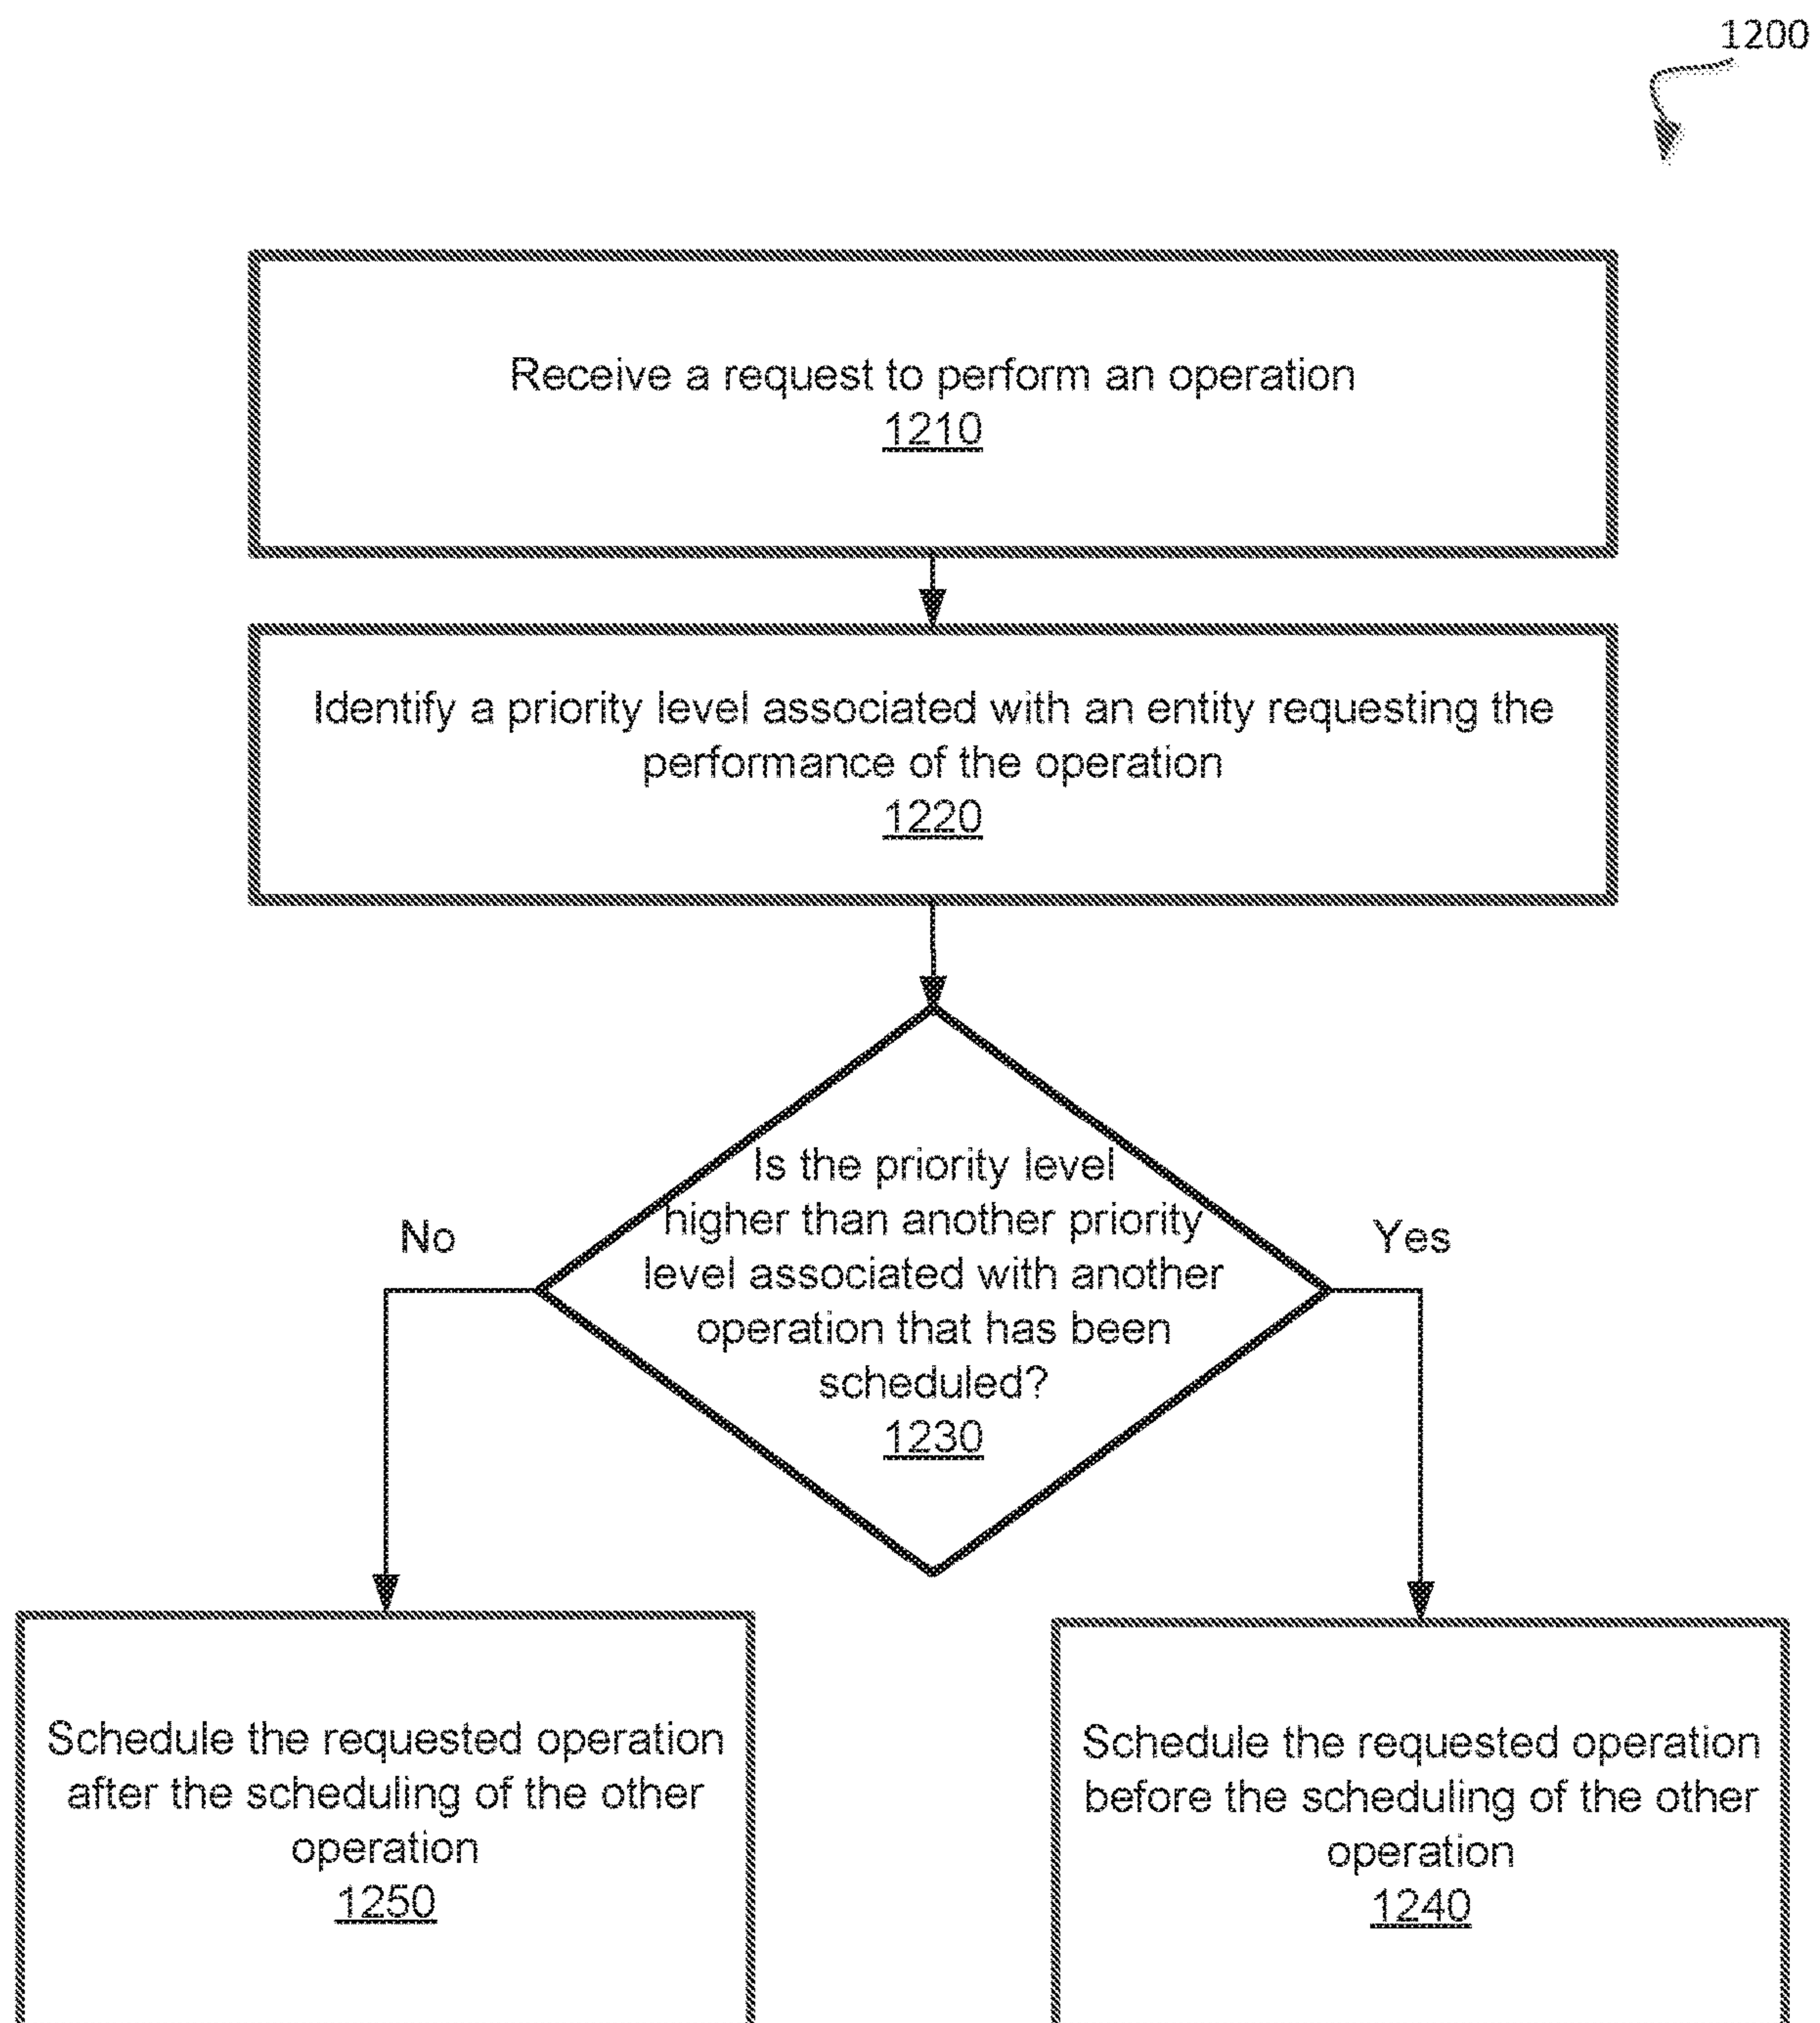 1200
Receive a request to perform an operation
1210
Identify a priority level associated with an entity requesting the
performance of the operation
1220
Is the priority level
higher than another priority
level associated with another
operation that has been
scheduled?
1230
No
Yes
Schedule the requested operation
after the scheduling of the other
operation
1250
Schedule the requested operation
before the scheduling of the other
operation
1240